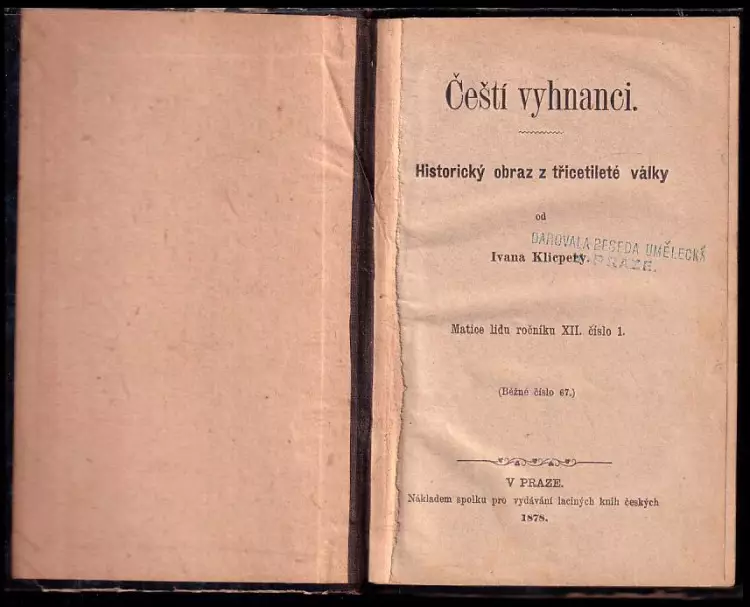 Čeští vyhnanci.
Historický obraz z třicetileté války
od
DAROVALA BESEDA UMĚLECKÁ
Ivana Klicpery.
V PRAZE.
Matice lidu ročníku XII. číslo 1.
(Běžné číslo 67.)
V PRAZE.
Nákladem spolku pro vydávání laciných knih českých
1878.